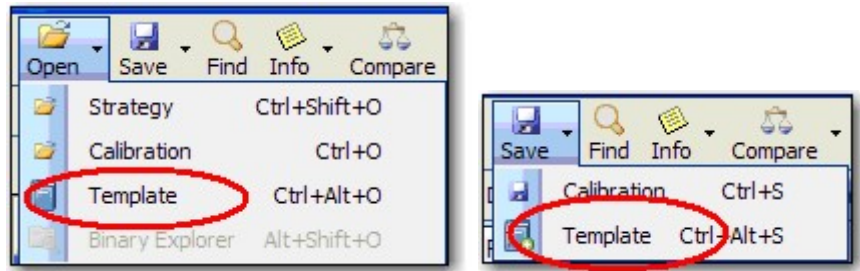 Open Save Find Info Compare
Strategy Ctrl+Shift+O
Calibration Ctrl+O
Template Ctrl+Alt+O
Binary Explorer Alt+Shift+O
Save Find Info Compare
Calibration Ctrl+S
Template Ctrl+Alt+S